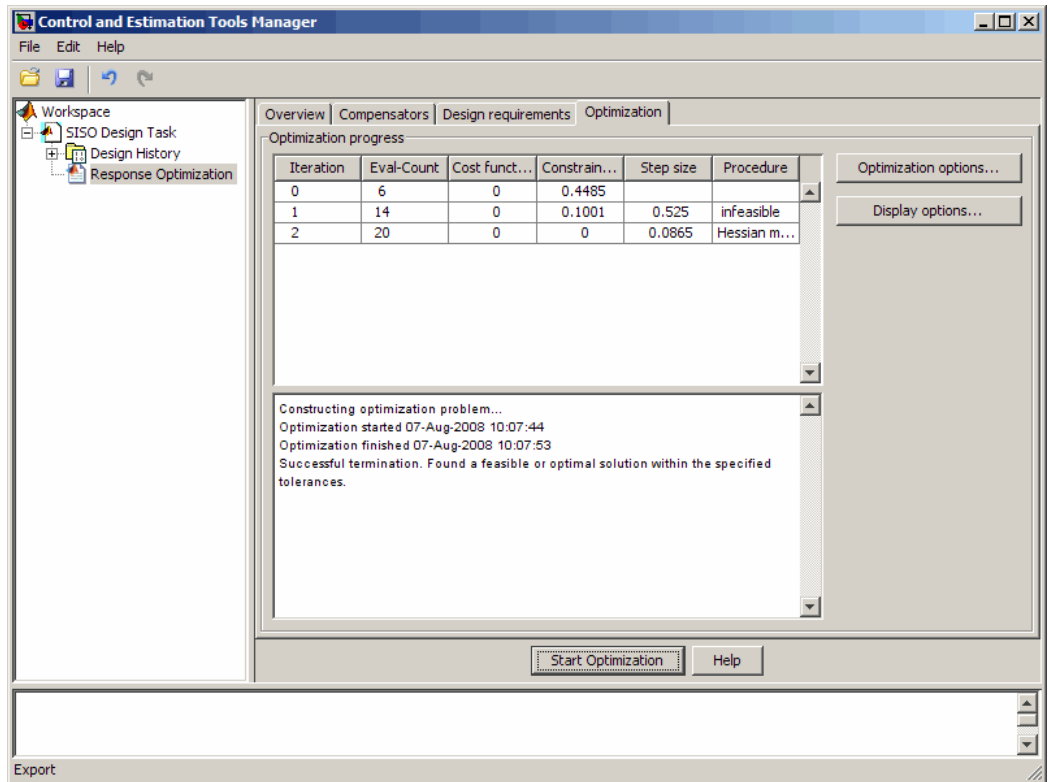 Control and Estimation Tools Manager
File Edit Help
Workspace
SISO Design Task
Design History
Response Optimization
Overview Compensators Design requirements Optimization
Optimization progress
Iteration Eval-Count Cost funct... Constrain... Step size Procedure
0 6 0 0.4485
1 14 0 0.1001 0.525 infeasible
2 20 0 0 0.0865 Hessian m...
Optimization options...
Display options...
Constructing optimization problem...
Optimization started 07-Aug-2008 10:07:44
Optimization finished 07-Aug-2008 10:07:53
Successful termination. Found a feasible or optimal solution within the specified
tolerances.
Start Optimization Help
Export